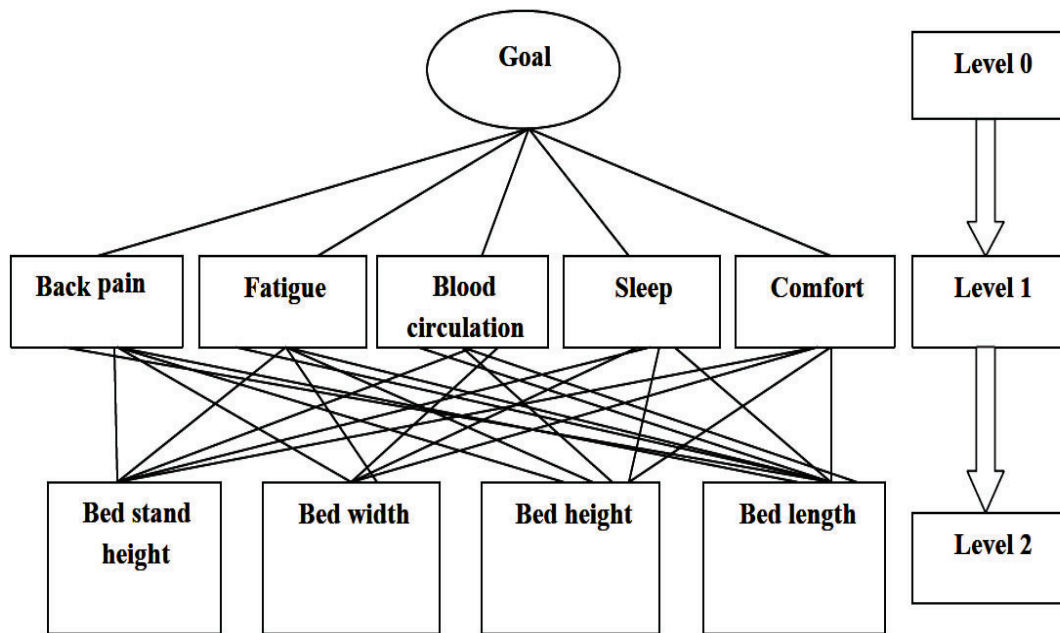 Goal
Level 0
Back pain
Fatigue
Blood
circulation
Sleep
Comfort
Level 1
Bed stand
height
Bed width
Bed height
Bed length
Level 2